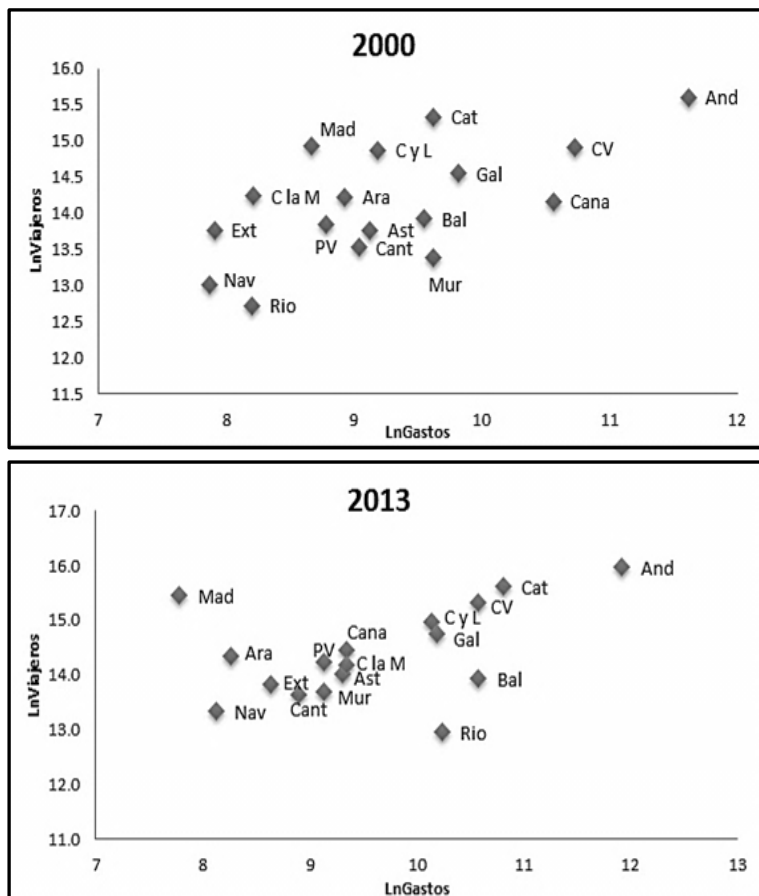 2000
16.0
15.5
15.0
14.5
14.0
13.5
13.0
12.5
12.0
11.5
LnViajeros
And
Cat
Mad
C y L
CV
Gal
C la M
Ara
Cana
Ext
PV
Ast
Bal
Cant
Mur
Nav
Rio
7 8 9 10 11 12
LnGastos
2013
17.0
16.0
15.0
14.0
13.0
12.0
11.0
LnViajeros
And
Cat
Mad
CV
C y L
Cana
Gal
Ara
PV
C la M
Ast
Bal
Ext
Mur
Cant
Nav
Rio
7 8 9 10 11 12 13
LnGastos